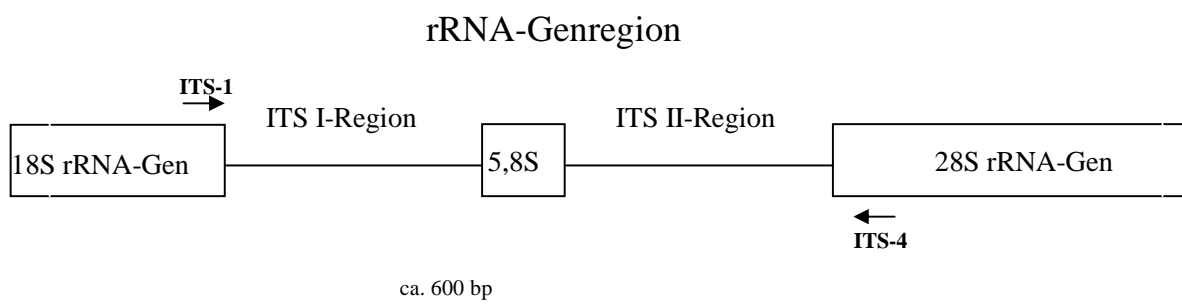 rRNA-Genregion
ITS-1
ITS I-Region
ITS II-Region
18S rRNA-Gen
5,8S
28S rRNA-Gen
ITS-4
ca. 600 bp